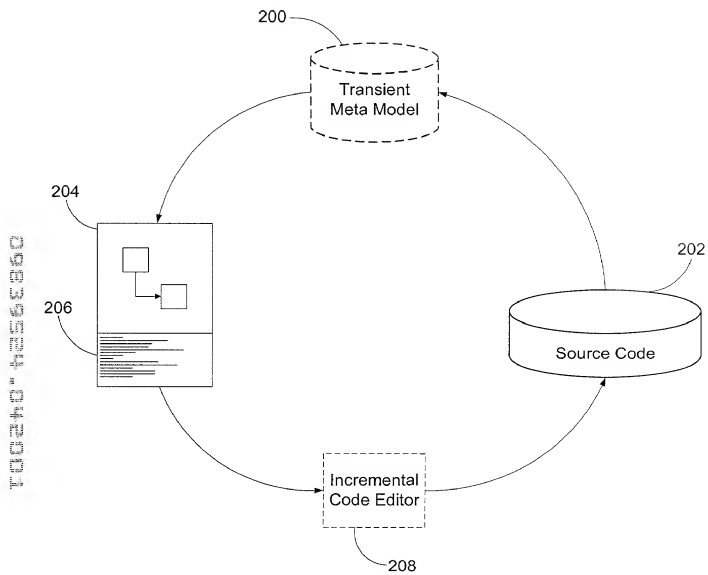 200
Transient
Meta Model
204
202
206
Source Code
Incremental
Code Editor
208